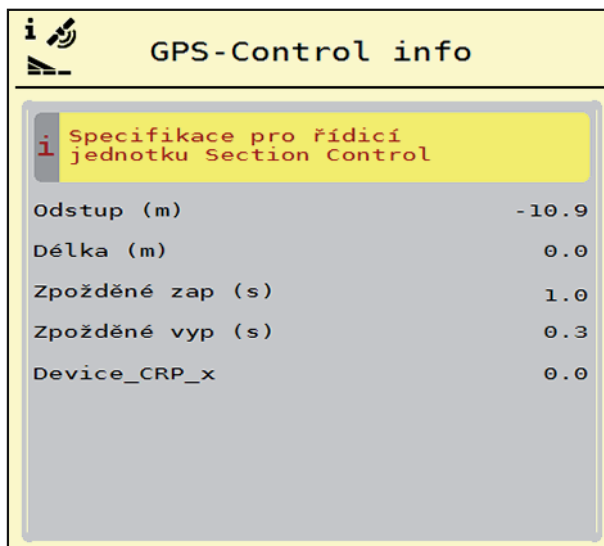 i
GPS-Control info
i
Specifikace pro řídicí
jednotku Section Control
Odstup (m) -10.9
Délka (m) 0.0
Zpožděné zap (s) 1.0
Zpožděné vyp (s) 0.3
Device_CRP_x 0.0